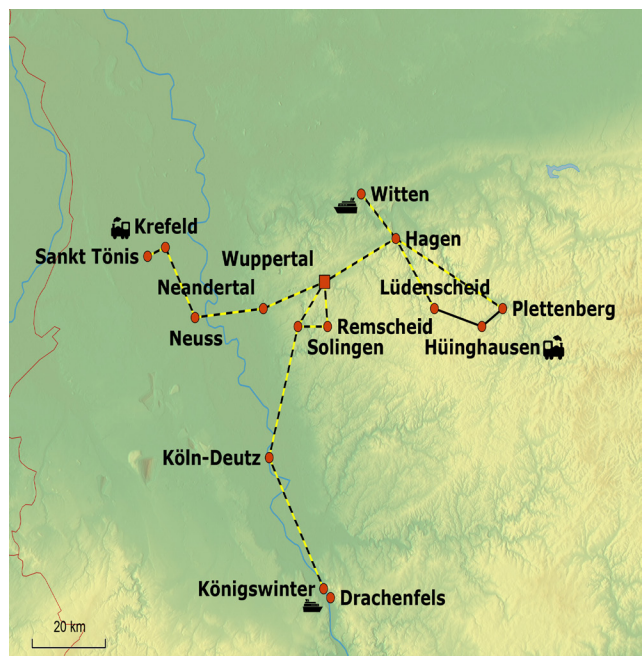 Witten
Krefeld
Hagen
Sankt Tönis
Wuppertal
Neandertal
Lüdenscheid
Plettenberg
Neuss
Remscheid
Solingen
Hüinghausen
Köln-Deutz
Königswinter
Drachenfels
20 km